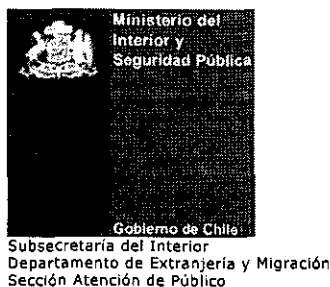 Ministerio del
Interior y
Seguridad Pública
Gobierno de Chile
Subsecretaría del Interior
Departamento de Extranjería y Migración
Sección Atención de Público